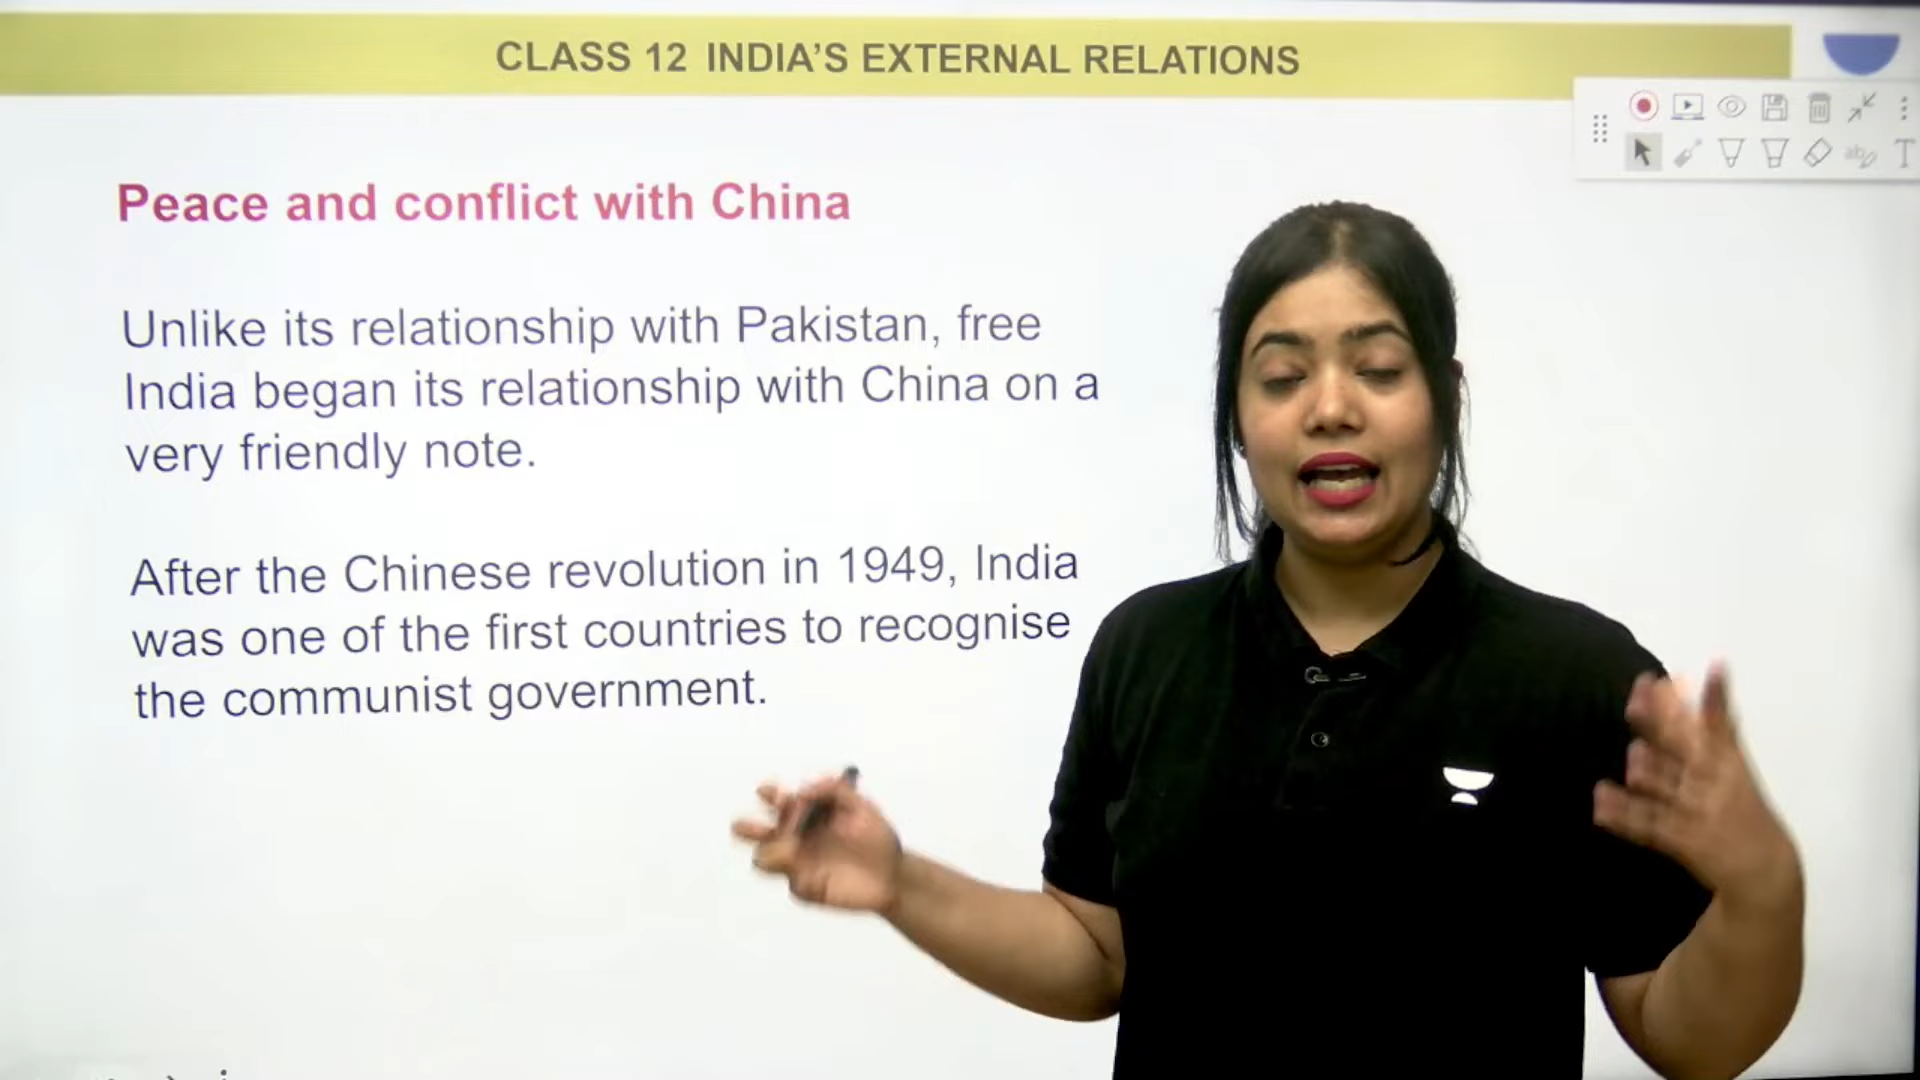 CLASS 12 INDIA'S EXTERNAL RELATIONS
Peace and conflict with China
Unlike its relationship with Pakistan, free
India began its relationship with China on a
very friendly note.
After the Chinese revolution in 1949, India
was one of the first countries to recognise
the communist government.